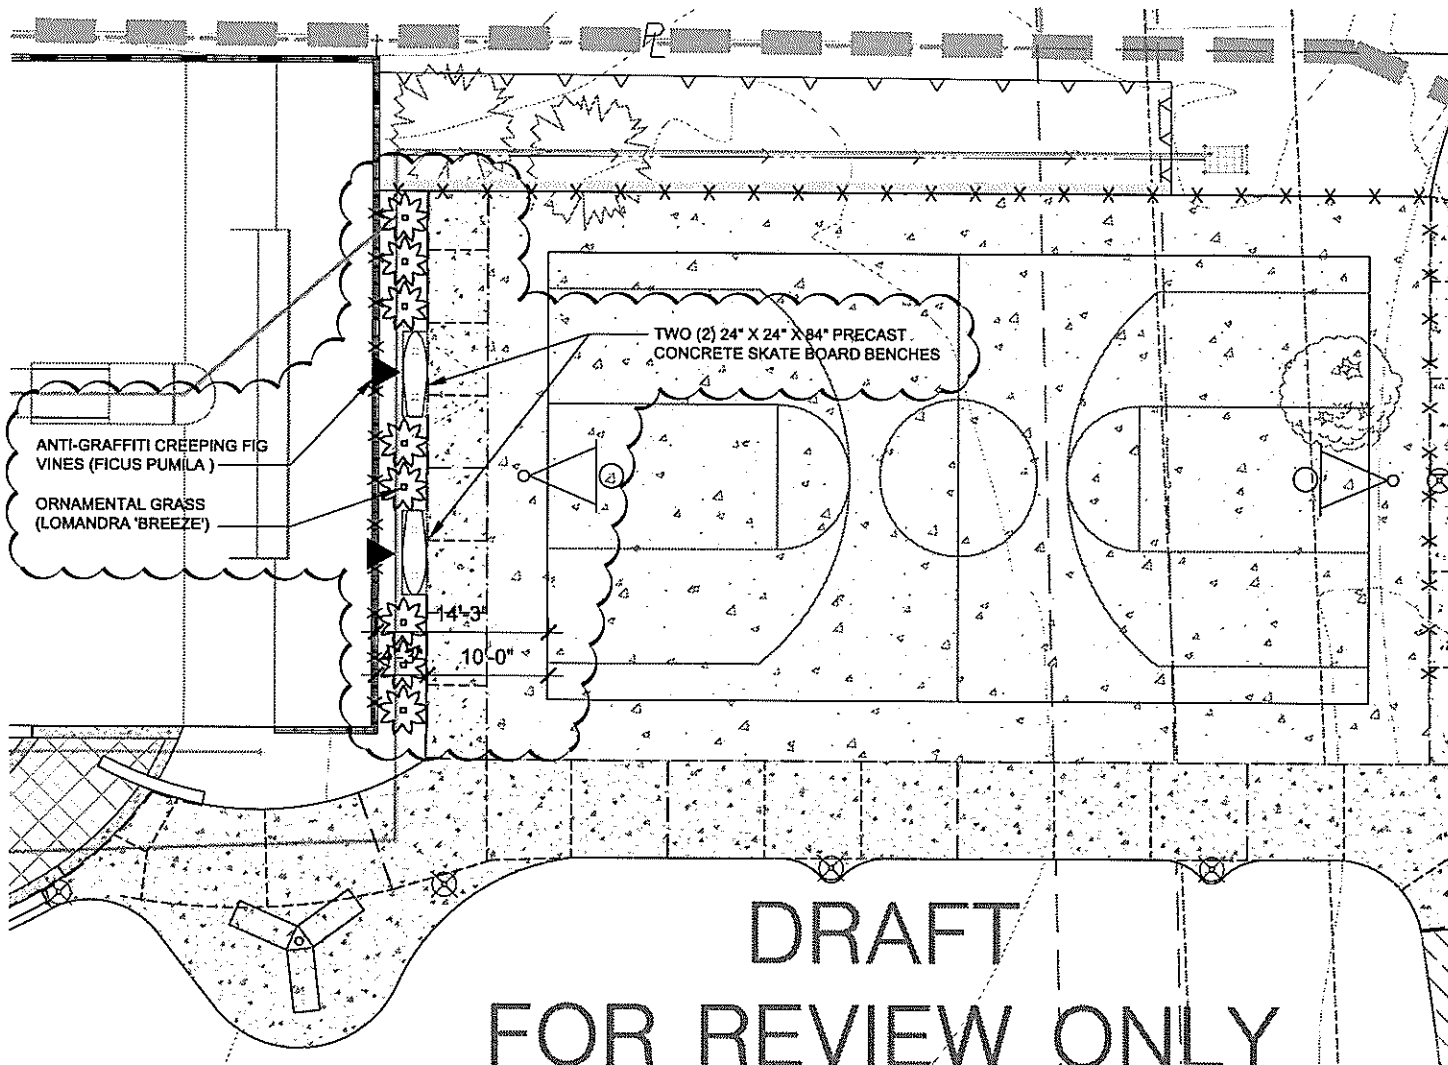 PL
TWO (2) 24" X 24" X 84" PRECAST
CONCRETE SKATE BOARD BENCHES
ANTI-GRAFFITI CREEPING FIG
VINES (FICUS PUMILA )
ORNAMENTAL GRASS
(LOMANDRA 'BREEZE')
14'-3"
10'-0"
DRAFT
FOR REVIEW ONLY